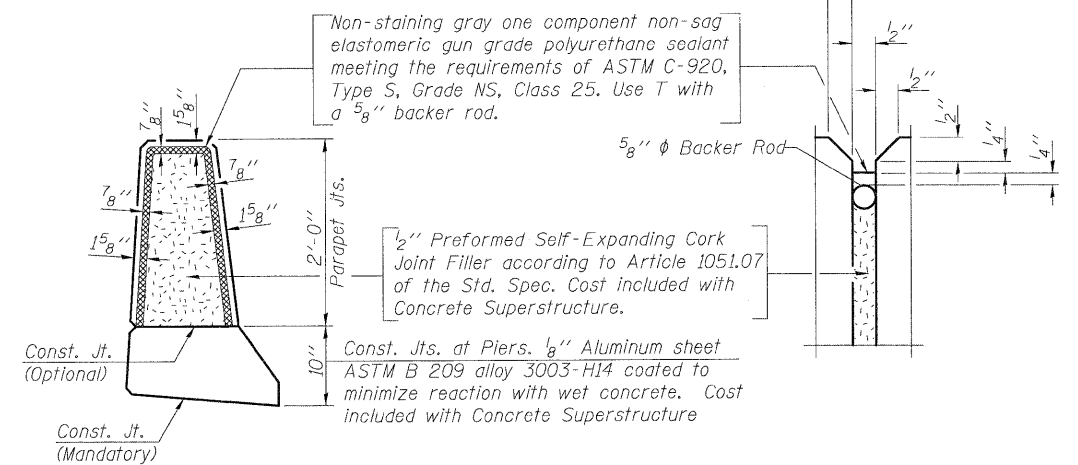 Non-staining gray one component non-sag
elastomeric gun grade polyurethane sealant
meeting the requirements of ASTM C-920,
Type S, Grade NS, Class 25. Use T with
a 5/8" backer rod.
1/2"
1/2"
1/2"
1/4"
1/4"
5/8" ϕ Backer Rod
7/8"
1 5/8"
7/8"
7/8"
1 5/8"
1 5/8"
2'-0"
Parapet Jts.
1/2" Preformed Self-Expanding Cork
Joint Filler according to Article 1051.07
of the Std. Spec. Cost included with
Concrete Superstructure.
Const. Jt.
(Optional)
10"
Const. Jts. at Piers. 1/8" Aluminum sheet
ASTM B 209 alloy 3003-H14 coated to
minimize reaction with wet concrete. Cost
included with Concrete Superstructure
Const. Jt.
(Mandatory)